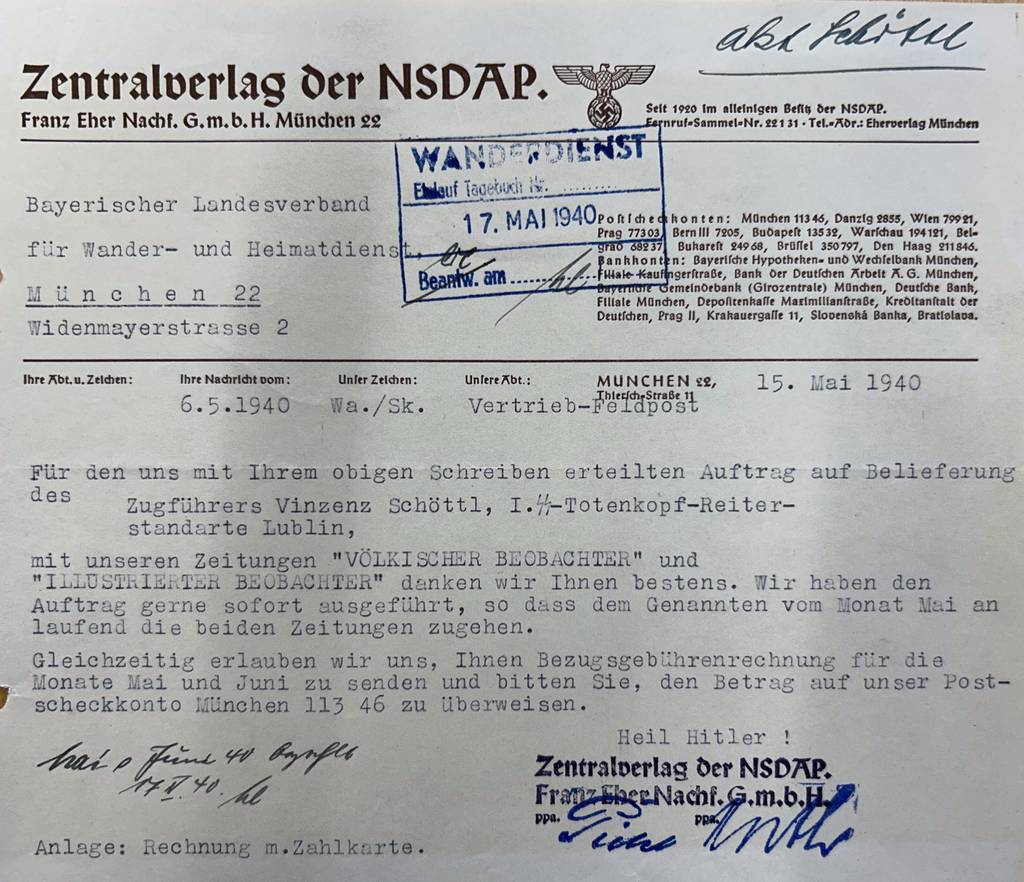 akt Schöttl
Zentralverlag der NSDAP.
Franz Eher Nachf. G.m.b.H. München 22
Seit 1920 im alleinigen Besitz der NSDAP.
Fernruf-Sammel-Nr. 22131 · Tel.-Adr.: Eherverlag München
WANDERDIENST
Einlauf Tagebuch Nr. ........
17. MAI 1940
Beantw. am ........
Bayerischer Landesverband
für Wander- und Heimatdienst,
München 22
Widenmayerstrasse 2
Postscheckkonten: München 11346, Danzig 2855, Wien 79921,
Prag 77303, Bern III 7205, Budapest 13532, Warschau 194121, Bel-
grad 68237, Bukarest 24968, Brüssel 350797, Den Haag 211846.
Bankkonten: Bayerische Hypotheken- und Wechselbank München,
Filiale Kaufingerstraße, Bank der Deutschen Arbeit A. G. München,
Bayerische Gemeindebank (Girozentrale) München, Deutsche Bank,
Filiale München, Depositenkasse Maximilianstraße, Kreditanstalt der
Deutschen, Prag II, Krakauergasse 11, Slovenská Banka, Bratislava.
Ihre Abt. u. Zeichen: Ihre Nachricht vom: Unser Zeichen: Unsere Abt.: MÜNCHEN 22, 15. Mai 1940
Thiersch-Straße 11
6.5.1940 Wa./Sk. Vertrieb-Feldpost
Für den uns mit Ihrem obigen Schreiben erteilten Auftrag auf Belieferung
des
Zugführers Vinzenz Schöttl, I.SS-Totenkopf-Reiter-
standarte Lublin,
mit unseren Zeitungen "VÖLKISCHER BEOBACHTER" und
"ILLUSTRIERTER BEOBACHTER" danken wir Ihnen bestens. Wir haben den
Auftrag gerne sofort ausgeführt, so dass dem Genannten vom Monat Mai an
laufend die beiden Zeitungen zugehen.
Gleichzeitig erlauben wir uns, Ihnen Bezugsgebührenrechnung für die
Monate Mai und Juni zu senden und bitten Sie, den Betrag auf unser Post-
scheckkonto München 113 46 zu überweisen.
Heil Hitler !
Zentralverlag der NSDAP.
Franz Eher Nachf. G.m.b.H.
ppa. ppa.
Anlage: Rechnung m.Zahlkarte.